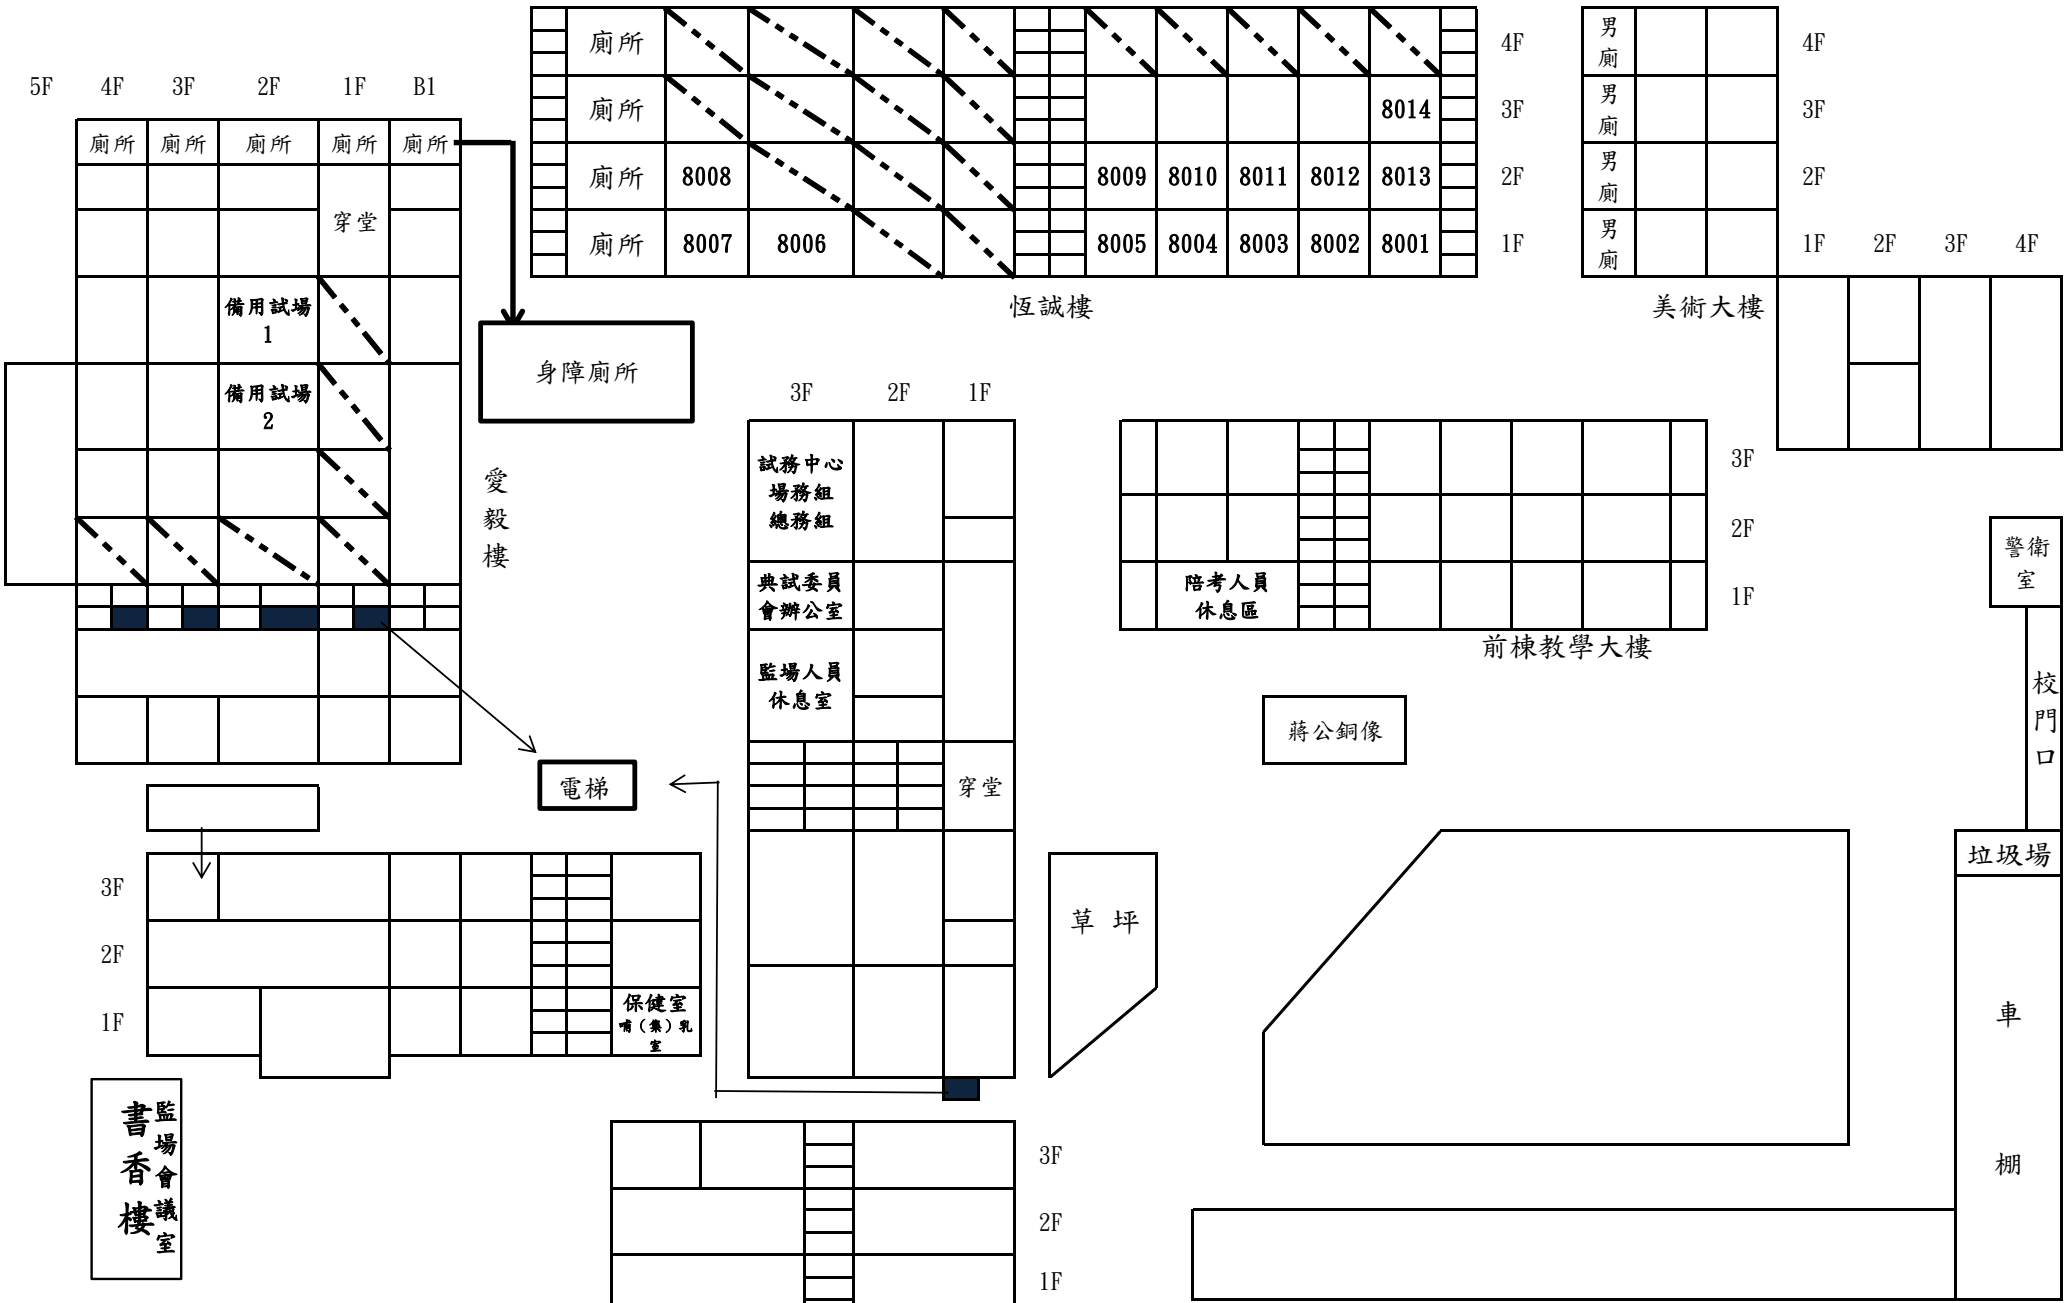 廁所
4F
廁所
8014
3F
廁所
8008
8009
8010
8011
8012
8013
2F
廁所
8007
8006
8005
8004
8003
8002
8001
1F
恆誠樓
男廁
4F
男廁
3F
男廁
2F
男廁
1F
2F
3F
4F
美術大樓
5F
4F
3F
2F
1F
B1
廁所
廁所
廁所
廁所
廁所
穿堂
備用試場
1
備用試場
2
愛毅樓
身障廁所
3F
2F
1F
試務中心
場務組
總務組
典試委員
會辦公室
監場人員
休息室
穿堂
電梯
3F
2F
陪考人員
休息區
1F
前棟教學大樓
蔣公銅像
警衛
室
校門口
垃圾場
車棚
草 坪
3F
2F
1F
保健室
哺（集）乳
室
監場會議室
書香樓
3F
2F
1F